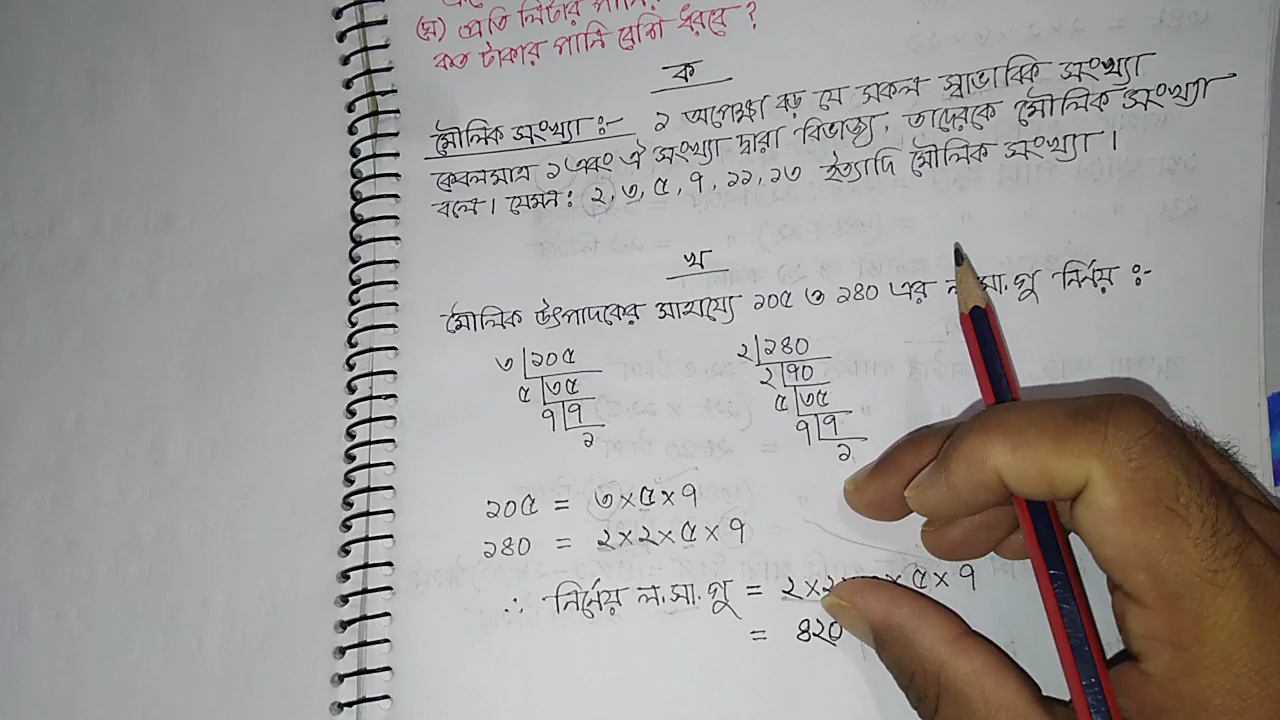 (ঘ) প্রতি লিটার
কত টাকার পানি বেশি ধরবে ?
ক
মৌলিক সংখ্যা :- ১ অপেক্ষা বড় যে সকল স্বাভাবিক সংখ্যা
কেবলমাত্র ১ এবং ঐ সংখ্যা দ্বারা বিভাজ্য, তাদেরকে মৌলিক সংখ্যা
বলে। যেমন: ২, ৩, ৫, ৭, ১১, ১৩ ইত্যাদি মৌলিক সংখ্যা।
খ
মৌলিক উৎপাদকের সাহায্যে ১০৫ ও ১৪০ এর ল.সা.গু নির্ণয় :-
৩ | ১০৫
৫ | ৩৫
৭ | ৭
১
২ | ১৪০
২ | ৭০
৫ | ৩৫
৭ | ৭
১
১০৫ = ৩ × ৫ × ৭
১৪০ = ২ × ২ × ৫ × ৭
∴ নির্ণেয় ল.সা.গু = ২ × ২ × ৫ × ৭
= ৪২০